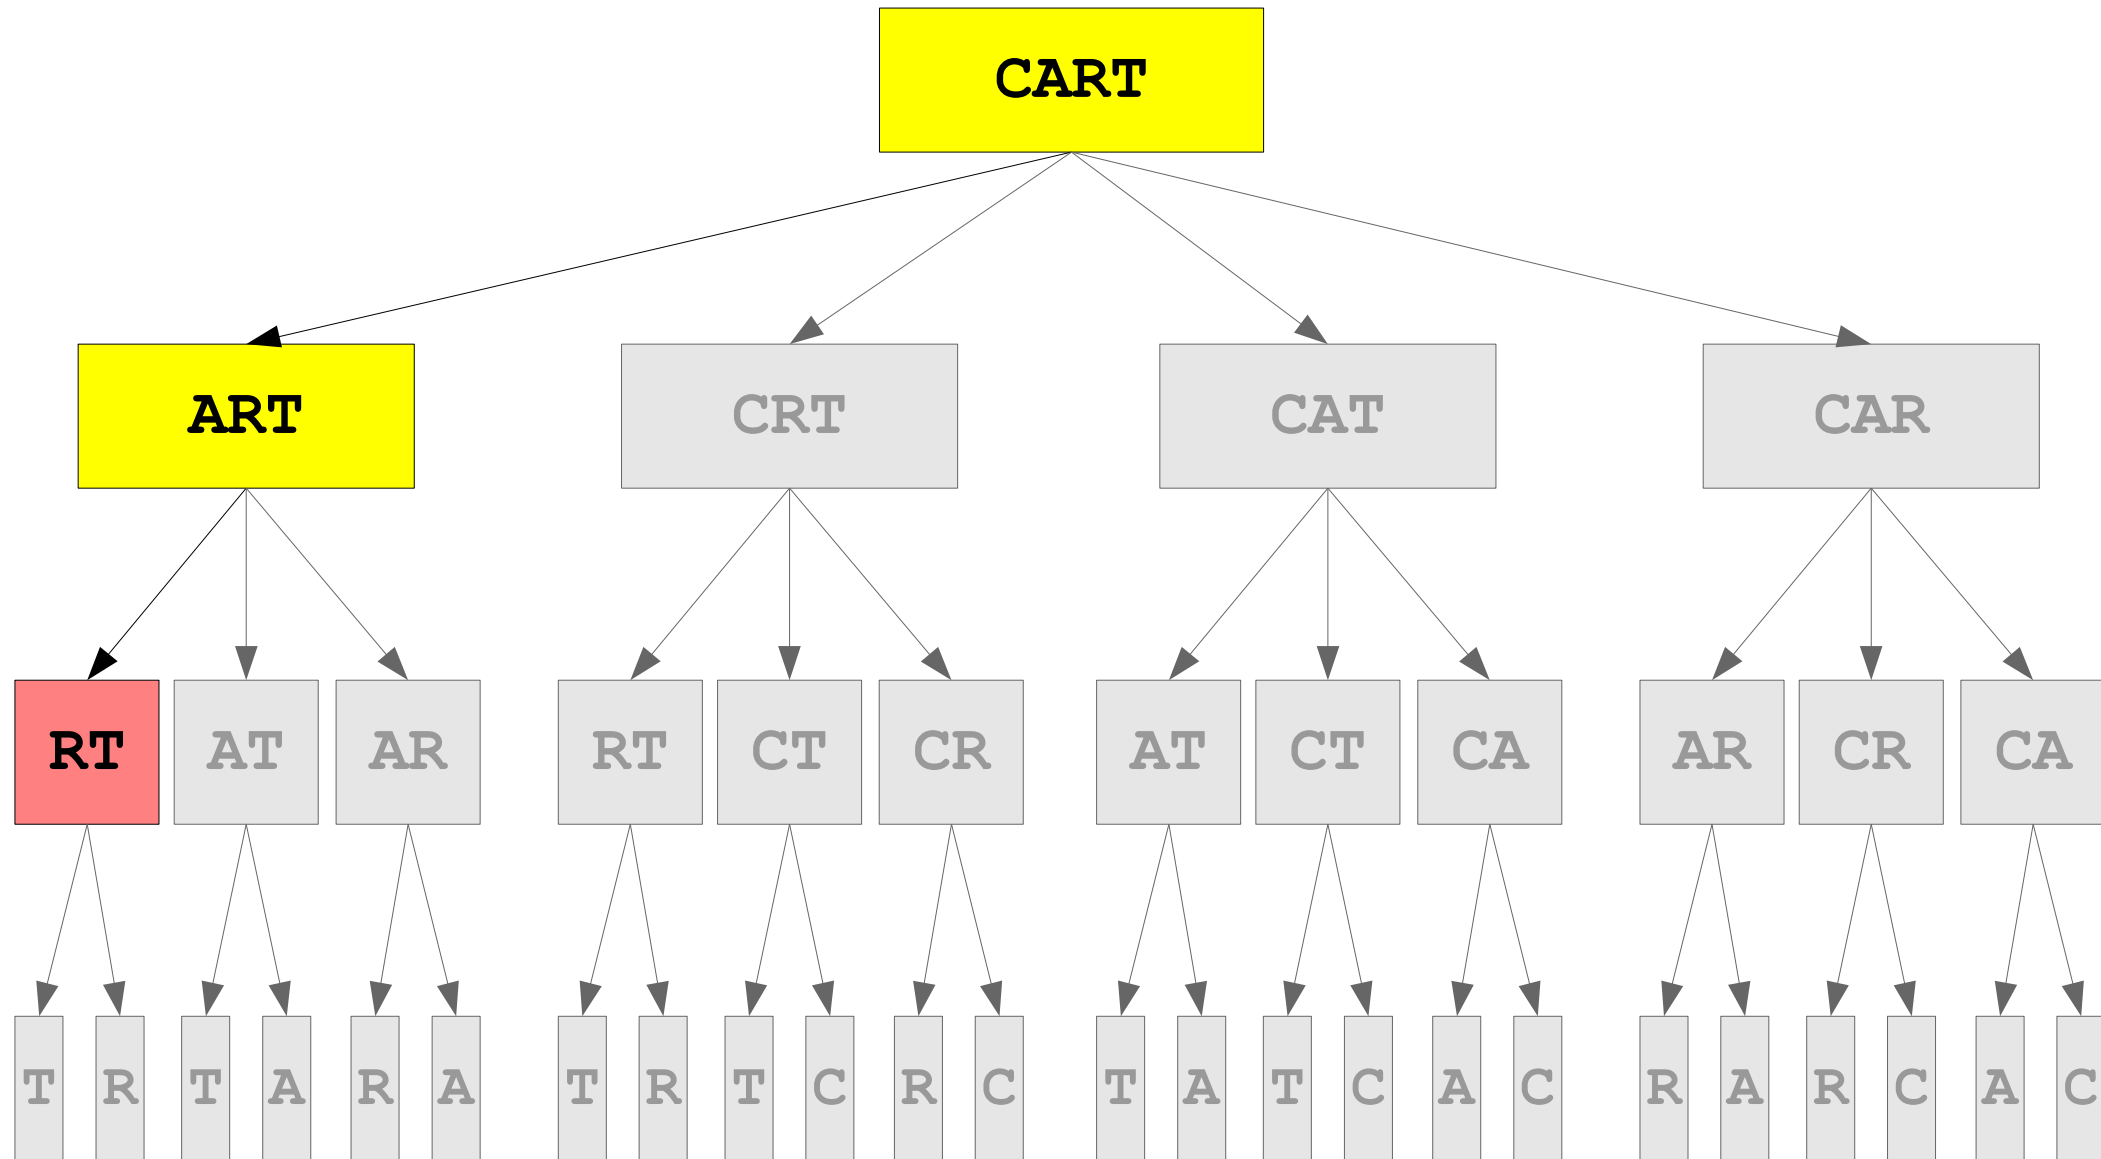 CART
ART CRT CAT CAR
RT AT AR RT CT CR AT CT CA AR CR CA
T R T A R A T R T C R C T A T C A C R A R C A C